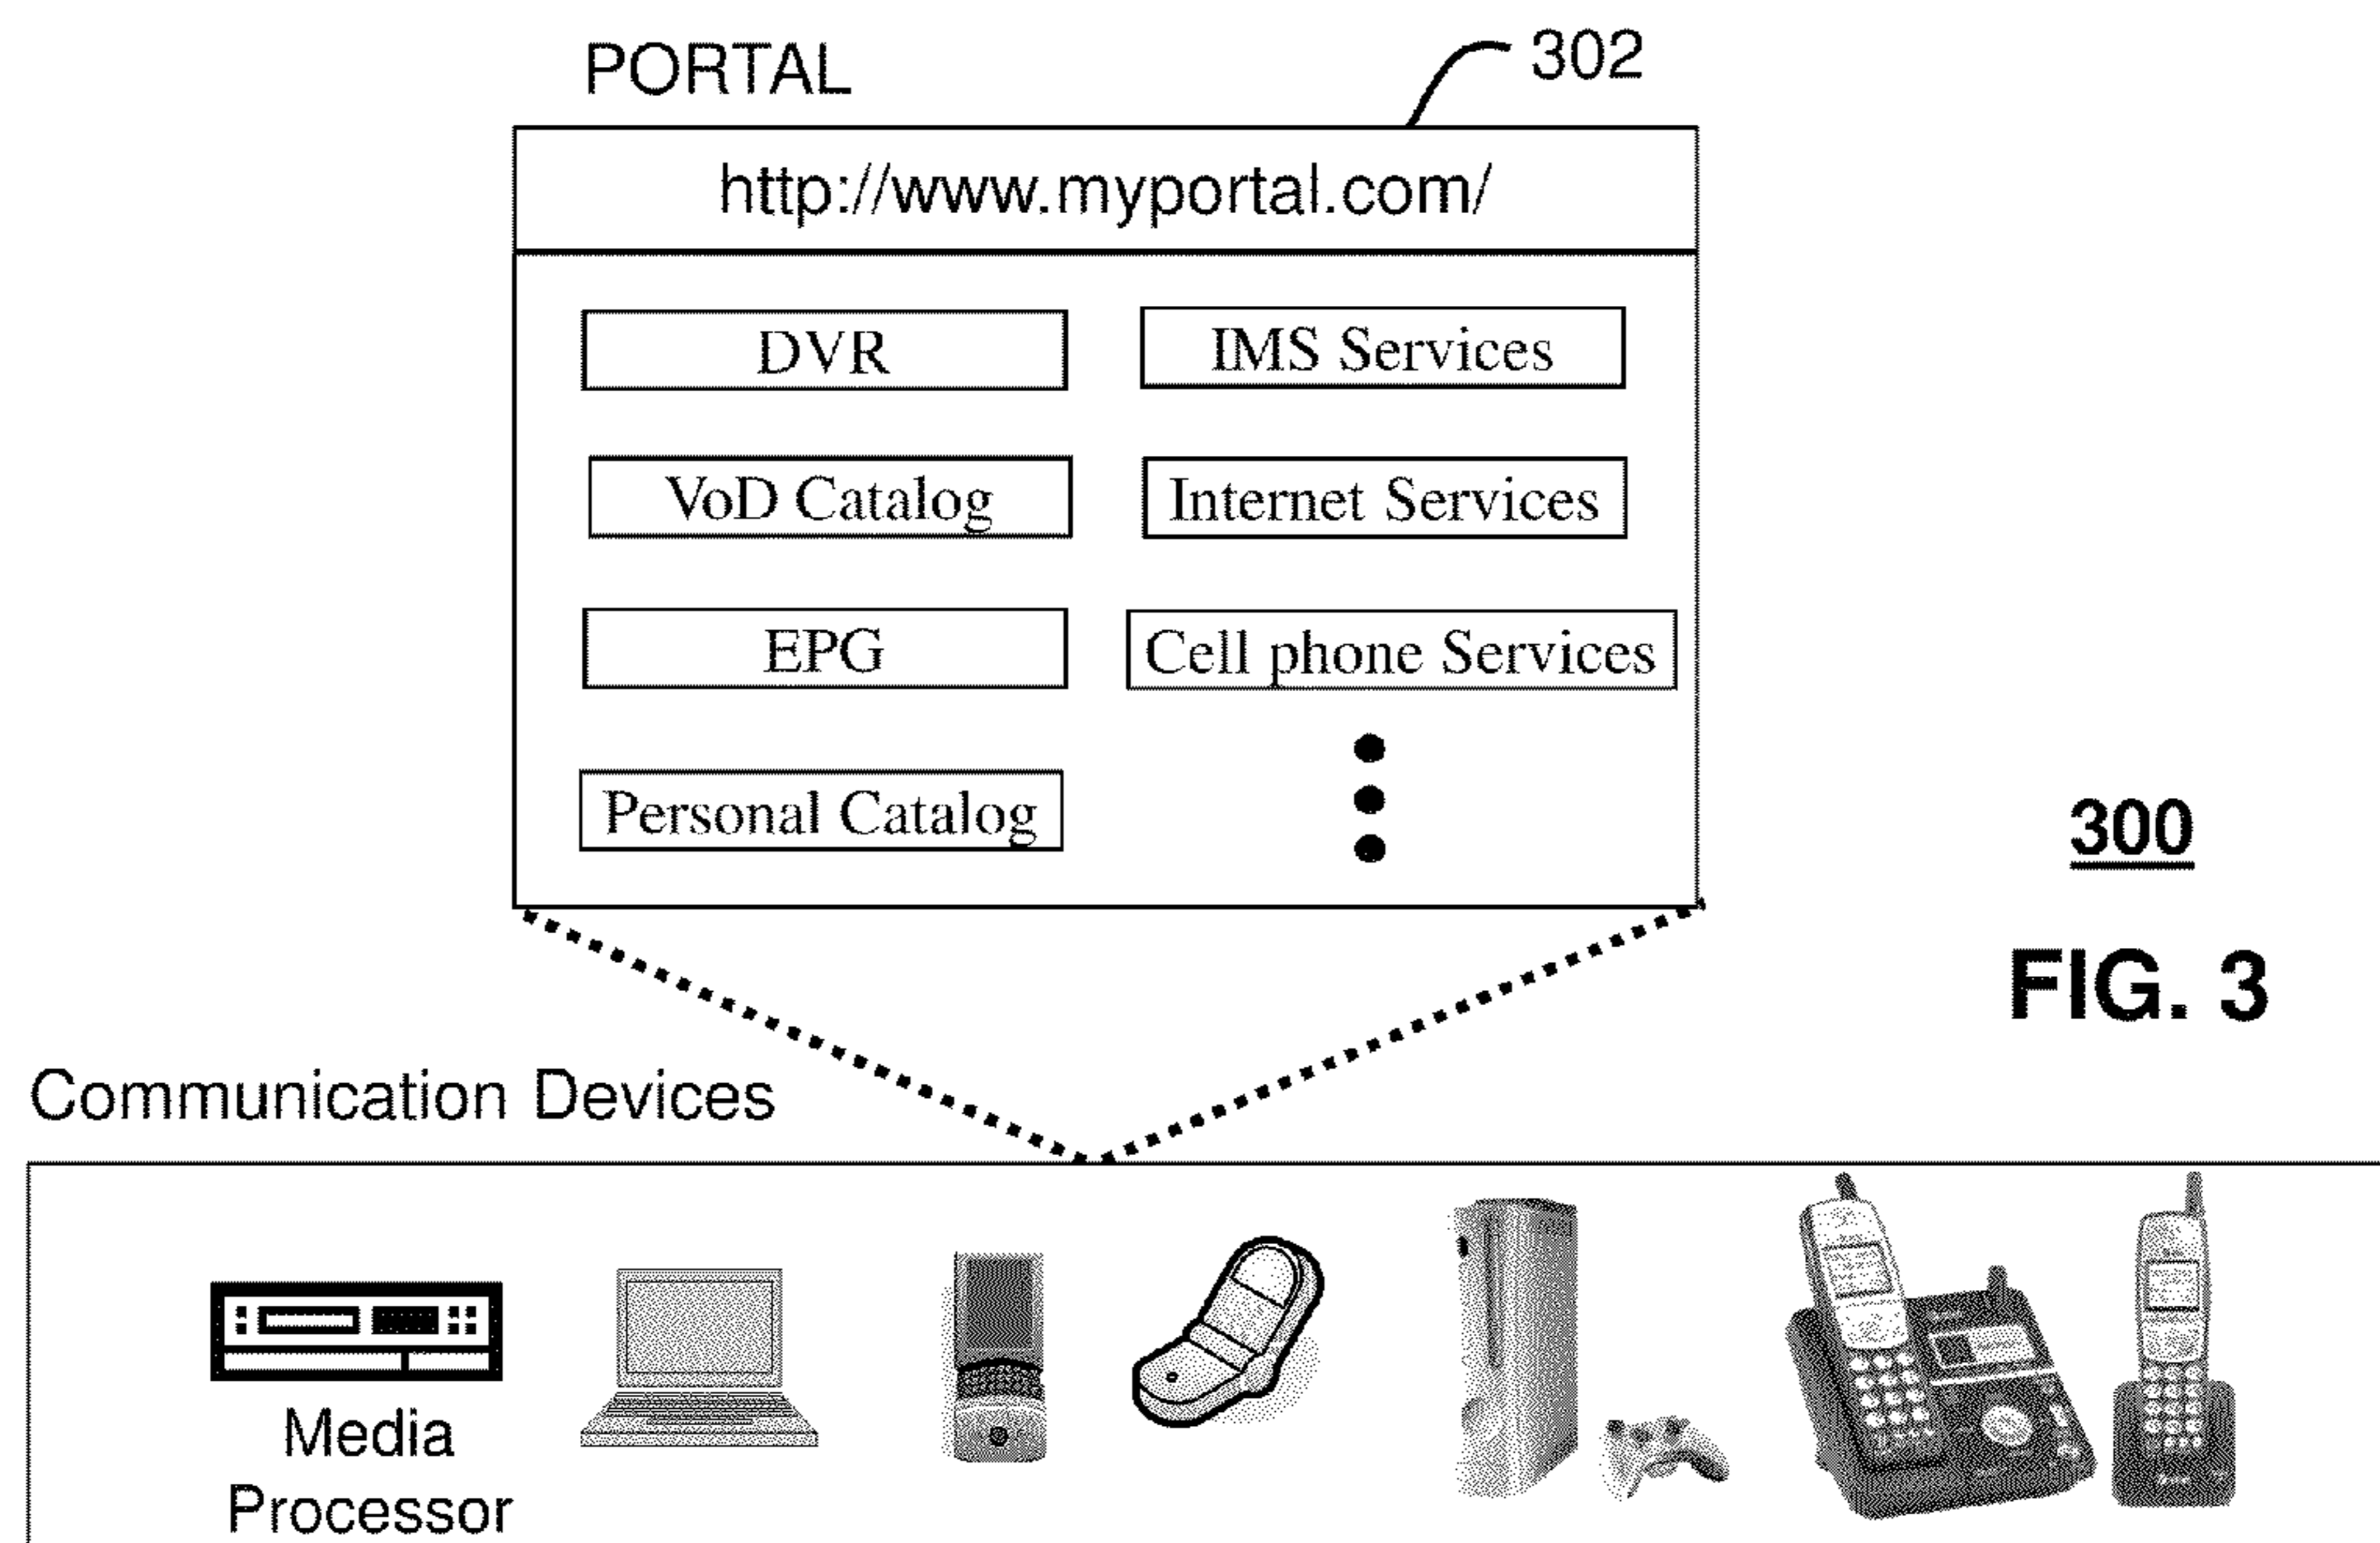 PORTAL
302
http://www.myportal.com/
DVR
IMS Services
VoD Catalog
Internet Services
EPG
Cell phone Services
Personal Catalog
300
FIG. 3
Communication Devices
Media
Processor